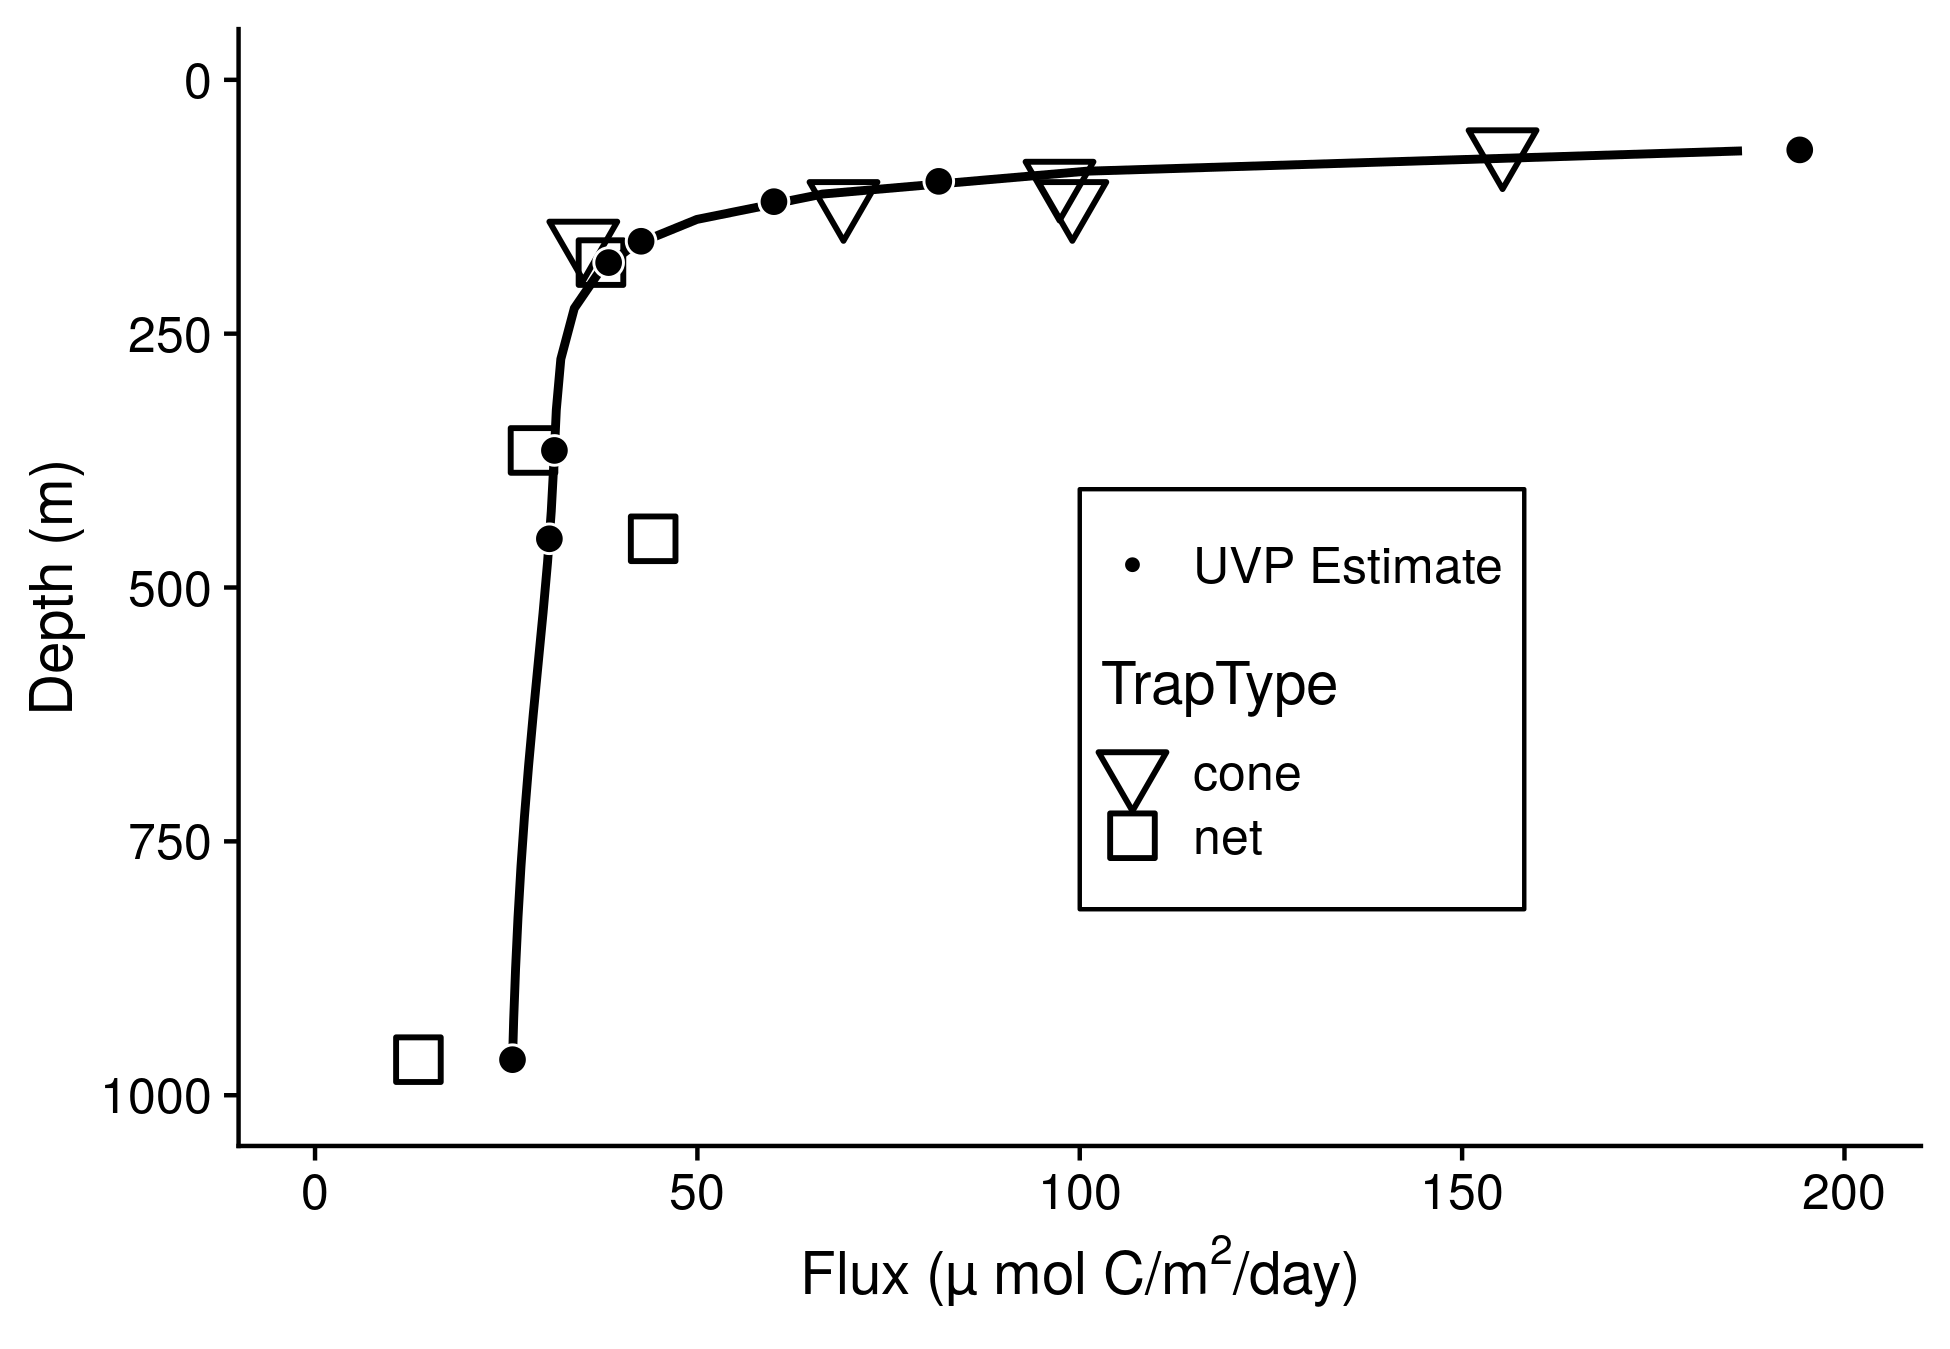 0
250
500
750
1000
Depth (m)
UVP Estimate
TrapType
cone
net
0 50 100 150 200
Flux (μ mol C/m²/day)